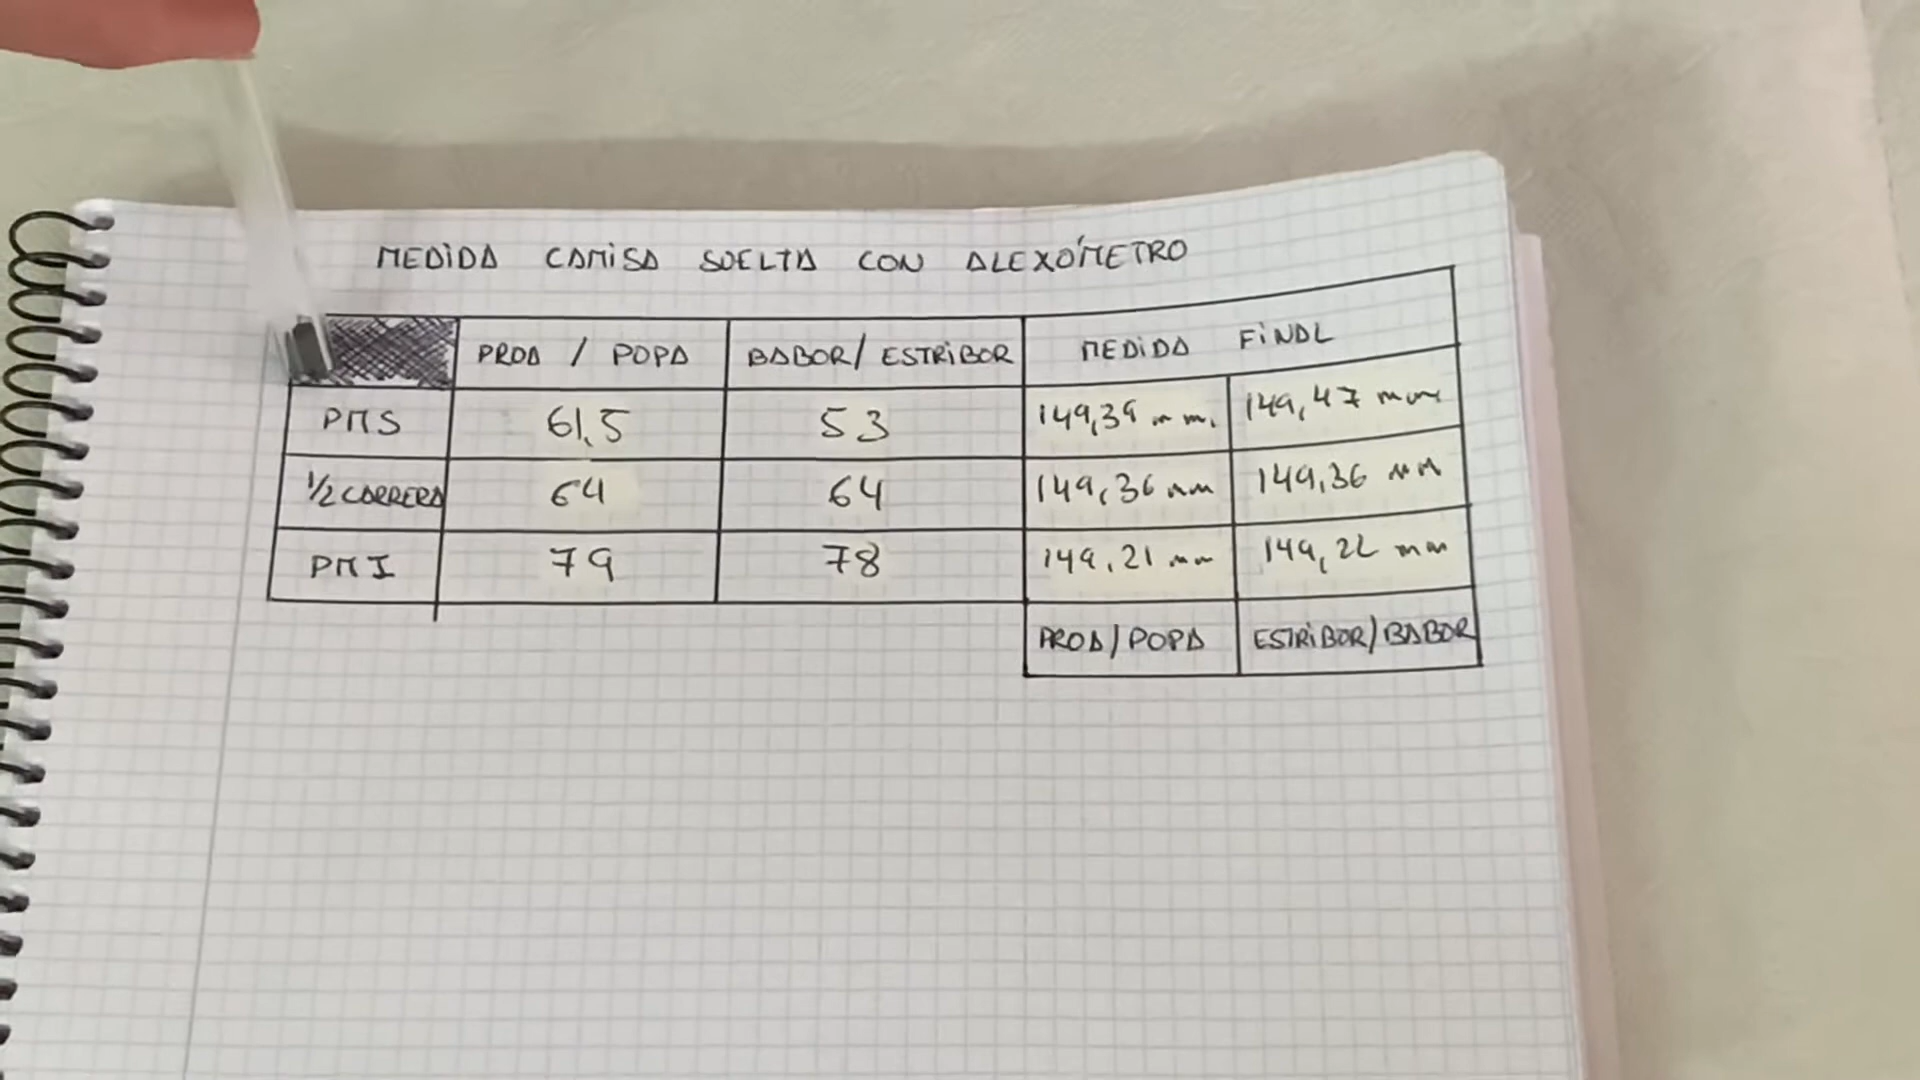 MEDIDA CAMISA SUELTA CON ALEXÓMETRO
PROA / POPA BABOR / ESTRIBOR MEDIDA FINAL
PMS 61,5 53 149,39 mm. 149,47 mm
1/2 CARRERA 64 64 149,36 mm 149,36 mm
PMI 79 78 149,21 mm 149,22 mm
PROA/POPA ESTRIBOR/BABOR